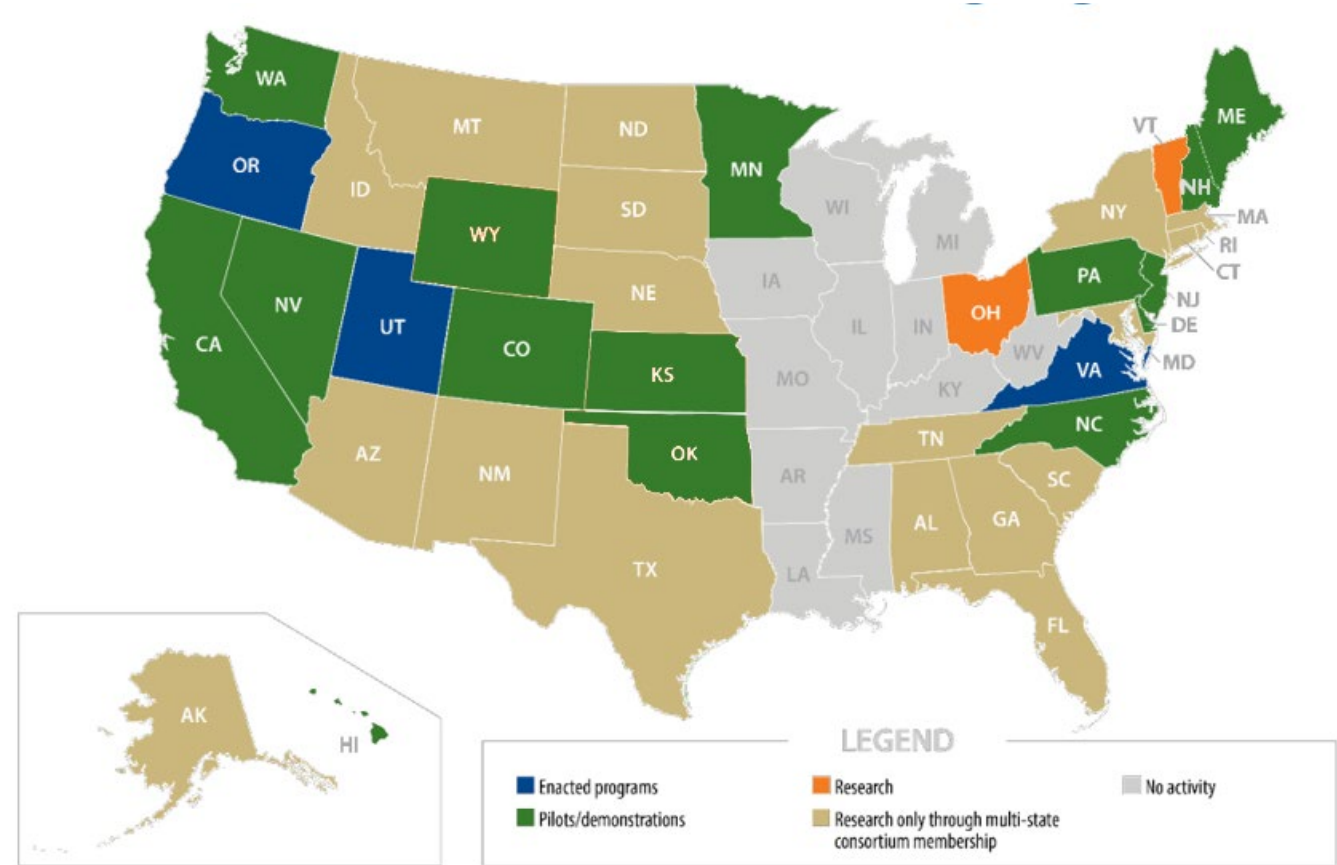 WA
MT
ND
MN
VT
ME
OR
ID
SD
WI
MI
NY
NH
MA
RI
CT
WY
IA
NE
PA
NJ
DE
MD
NV
UT
CO
CA
IL
IN
OH
WV
VA
KS
MO
KY
NC
AZ
NM
OK
AR
TN
SC
MS
AL
GA
TX
LA
FL
AK
HI
LEGEND
Enacted programs
Research
No activity
Pilots/demonstrations
Research only through multi-state
consortium membership